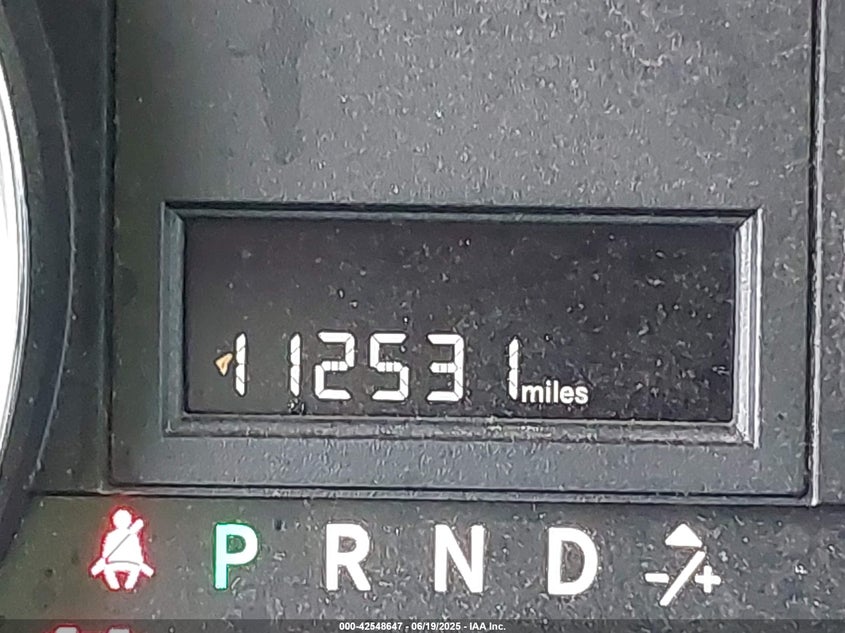 112531 miles
P R N D -/+
000-42548647 - 06/19/2025 - IAA Inc.